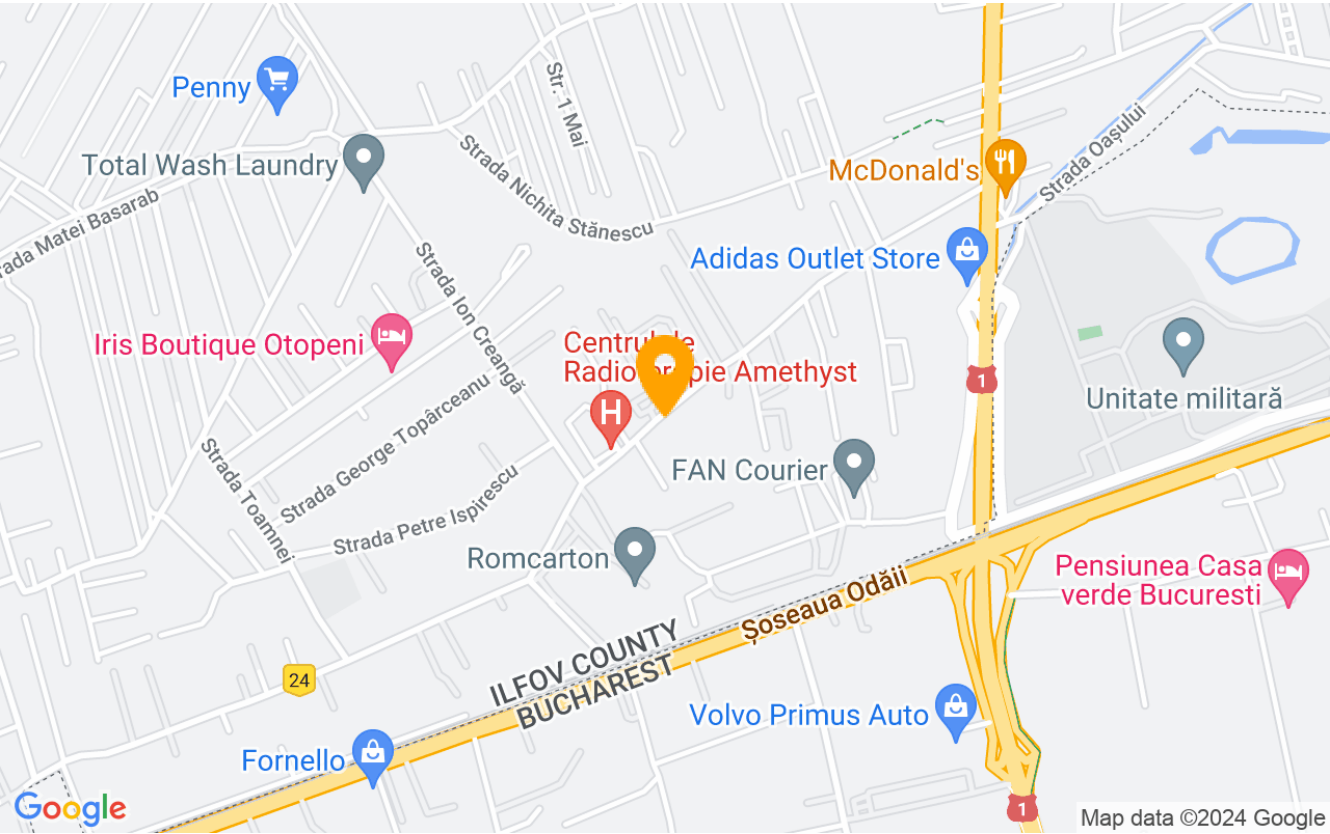 Penny
Str. 1 Mai
Total Wash Laundry
Strada Nichita Stănescu
McDonald's
Strada Oașului
Strada Matei Basarab
Adidas Outlet Store
Strada Ion Creangă
Iris Boutique Otopeni
Centrul de
Amethyst
H
1
Unitate militară
Strada George Topârceanu
Strada Toamnei
Strada Petre Ispirescu
FAN Courier
Romcarton
Șoseaua Odăii
Pensiunea Casa
verde Bucuresti
ILFOV COUNTY
BUCHAREST
24
Volvo Primus Auto
Fornello
Google
1
Map data ©2024 Google